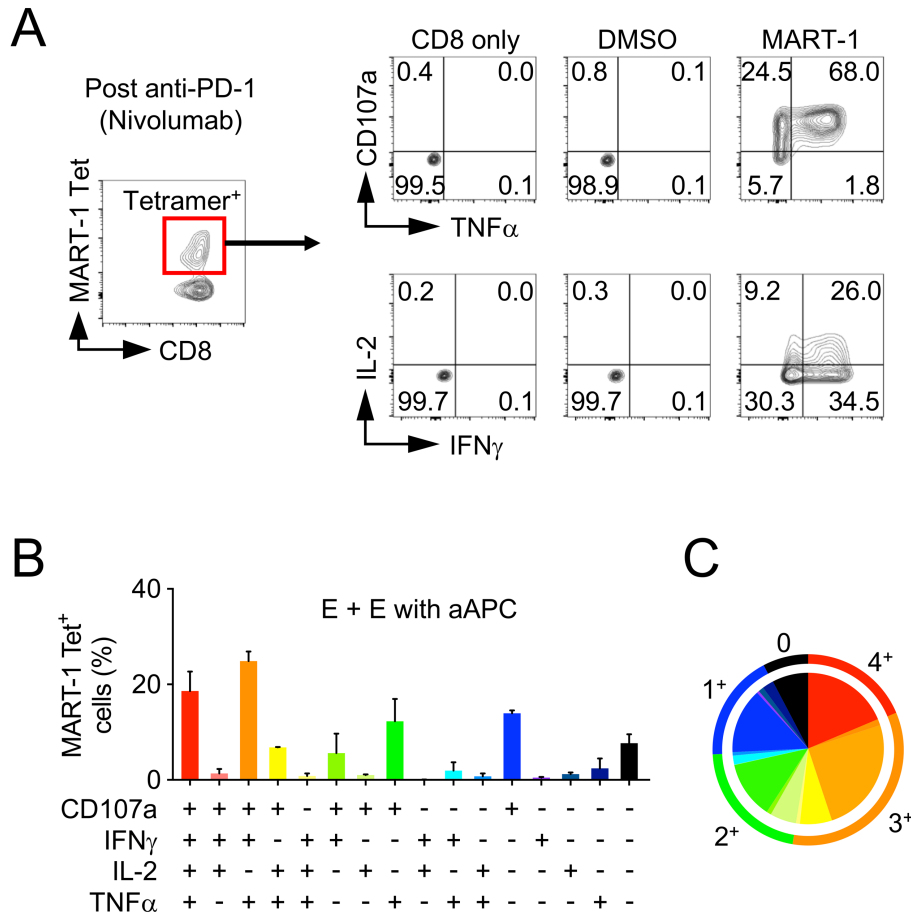 A
Post anti-PD-1
(Nivolumab)
MART-1 Tet
Tetramer⁺
CD8
CD8 only DMSO MART-1
CD107a
0.4 0.0
99.5 0.1
0.8 0.1
98.9 0.1
24.5 68.0
5.7 1.8
TNFα
IL-2
0.2 0.0
99.7 0.1
0.3 0.0
99.7 0.1
9.2 26.0
30.3 34.5
IFNγ
B
MART-1 Tet⁺
cells (%)
40
20
0
E + E with aAPC
CD107a + + + + - + + + - - - + - - - -
IFNγ + + + - + + - - + + - - + - - -
IL-2 + + - + + - + - + - + - - + - -
TNFα + - + + + - - + - + + - - - + -
C
0
4⁺
1⁺
3⁺
2⁺